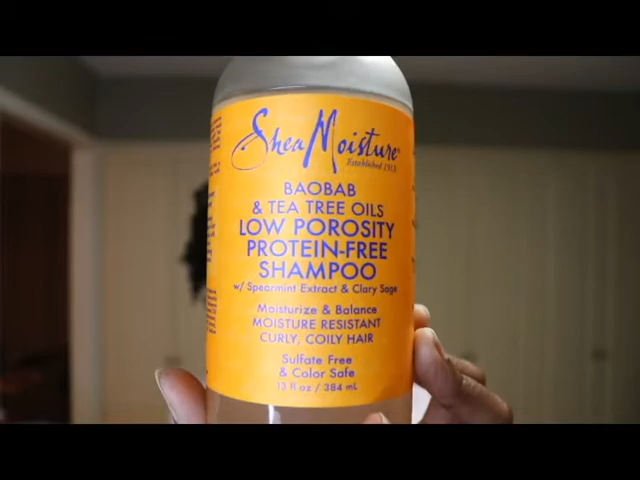 SheaMoisture
Established 1912
BAOBAB
& TEA TREE OILS
LOW POROSITY
PROTEIN-FREE
SHAMPOO
w/ Spearmint Extract & Clary Sage
Moisturize & Balance
MOISTURE RESISTANT
CURLY, COILY HAIR
Sulfate Free
& Color Safe
13 fl oz / 384 mL